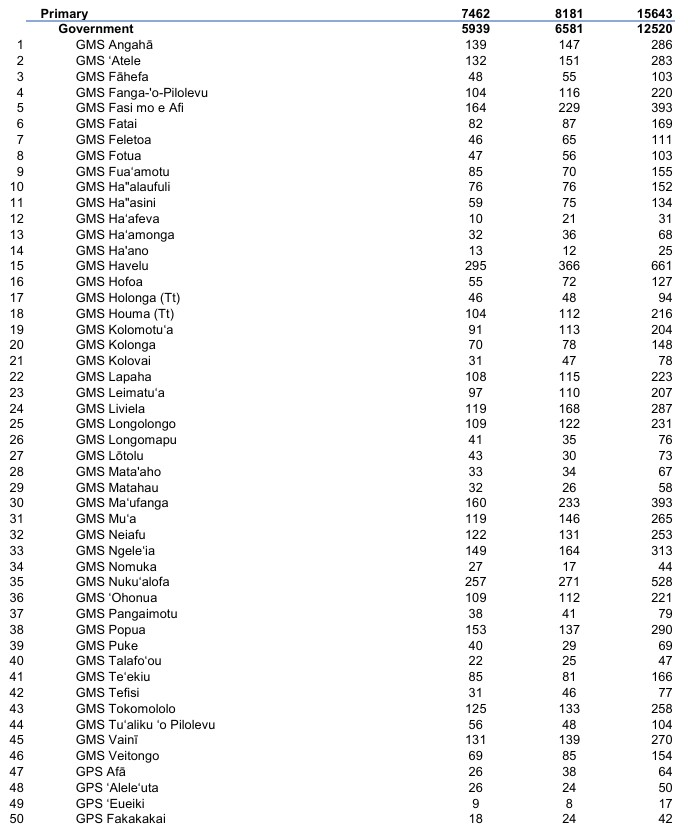 Primary 7462 8181 15643
Government 5939 6581 12520
1 GMS Angahā 139 147 286
2 GMS ‘Atele 132 151 283
3 GMS Fāhefa 48 55 103
4 GMS Fanga-'o-Pilolevu 104 116 220
5 GMS Fasi mo e Afi 164 229 393
6 GMS Fatai 82 87 169
7 GMS Feletoa 46 65 111
8 GMS Fotua 47 56 103
9 GMS Fua‘amotu 85 70 155
10 GMS Ha"alaufuli 76 76 152
11 GMS Ha"asini 59 75 134
12 GMS Ha‘afeva 10 21 31
13 GMS Ha‘amonga 32 36 68
14 GMS Ha'ano 13 12 25
15 GMS Havelu 295 366 661
16 GMS Hofoa 55 72 127
17 GMS Holonga (Tt) 46 48 94
18 GMS Houma (Tt) 104 112 216
19 GMS Kolomotu‘a 91 113 204
20 GMS Kolonga 70 78 148
21 GMS Kolovai 31 47 78
22 GMS Lapaha 108 115 223
23 GMS Leimatu‘a 97 110 207
24 GMS Liviela 119 168 287
25 GMS Longolongo 109 122 231
26 GMS Longomapu 41 35 76
27 GMS Lōtolu 43 30 73
28 GMS Mata'aho 33 34 67
29 GMS Matahau 32 26 58
30 GMS Ma‘ufanga 160 233 393
31 GMS Mu‘a 119 146 265
32 GMS Neiafu 122 131 253
33 GMS Ngele‘ia 149 164 313
34 GMS Nomuka 27 17 44
35 GMS Nuku‘alofa 257 271 528
36 GMS ‘Ohonua 109 112 221
37 GMS Pangaimotu 38 41 79
38 GMS Popua 153 137 290
39 GMS Puke 40 29 69
40 GMS Talafo‘ou 22 25 47
41 GMS Te‘ekiu 85 81 166
42 GMS Tefisi 31 46 77
43 GMS Tokomololo 125 133 258
44 GMS Tu‘aliku ‘o Pilolevu 56 48 104
45 GMS Vainī 131 139 270
46 GMS Veitongo 69 85 154
47 GPS Afā 26 38 64
48 GPS ‘Alele‘uta 26 24 50
49 GPS ‘Eueiki 9 8 17
50 GPS Fakakakai 18 24 42